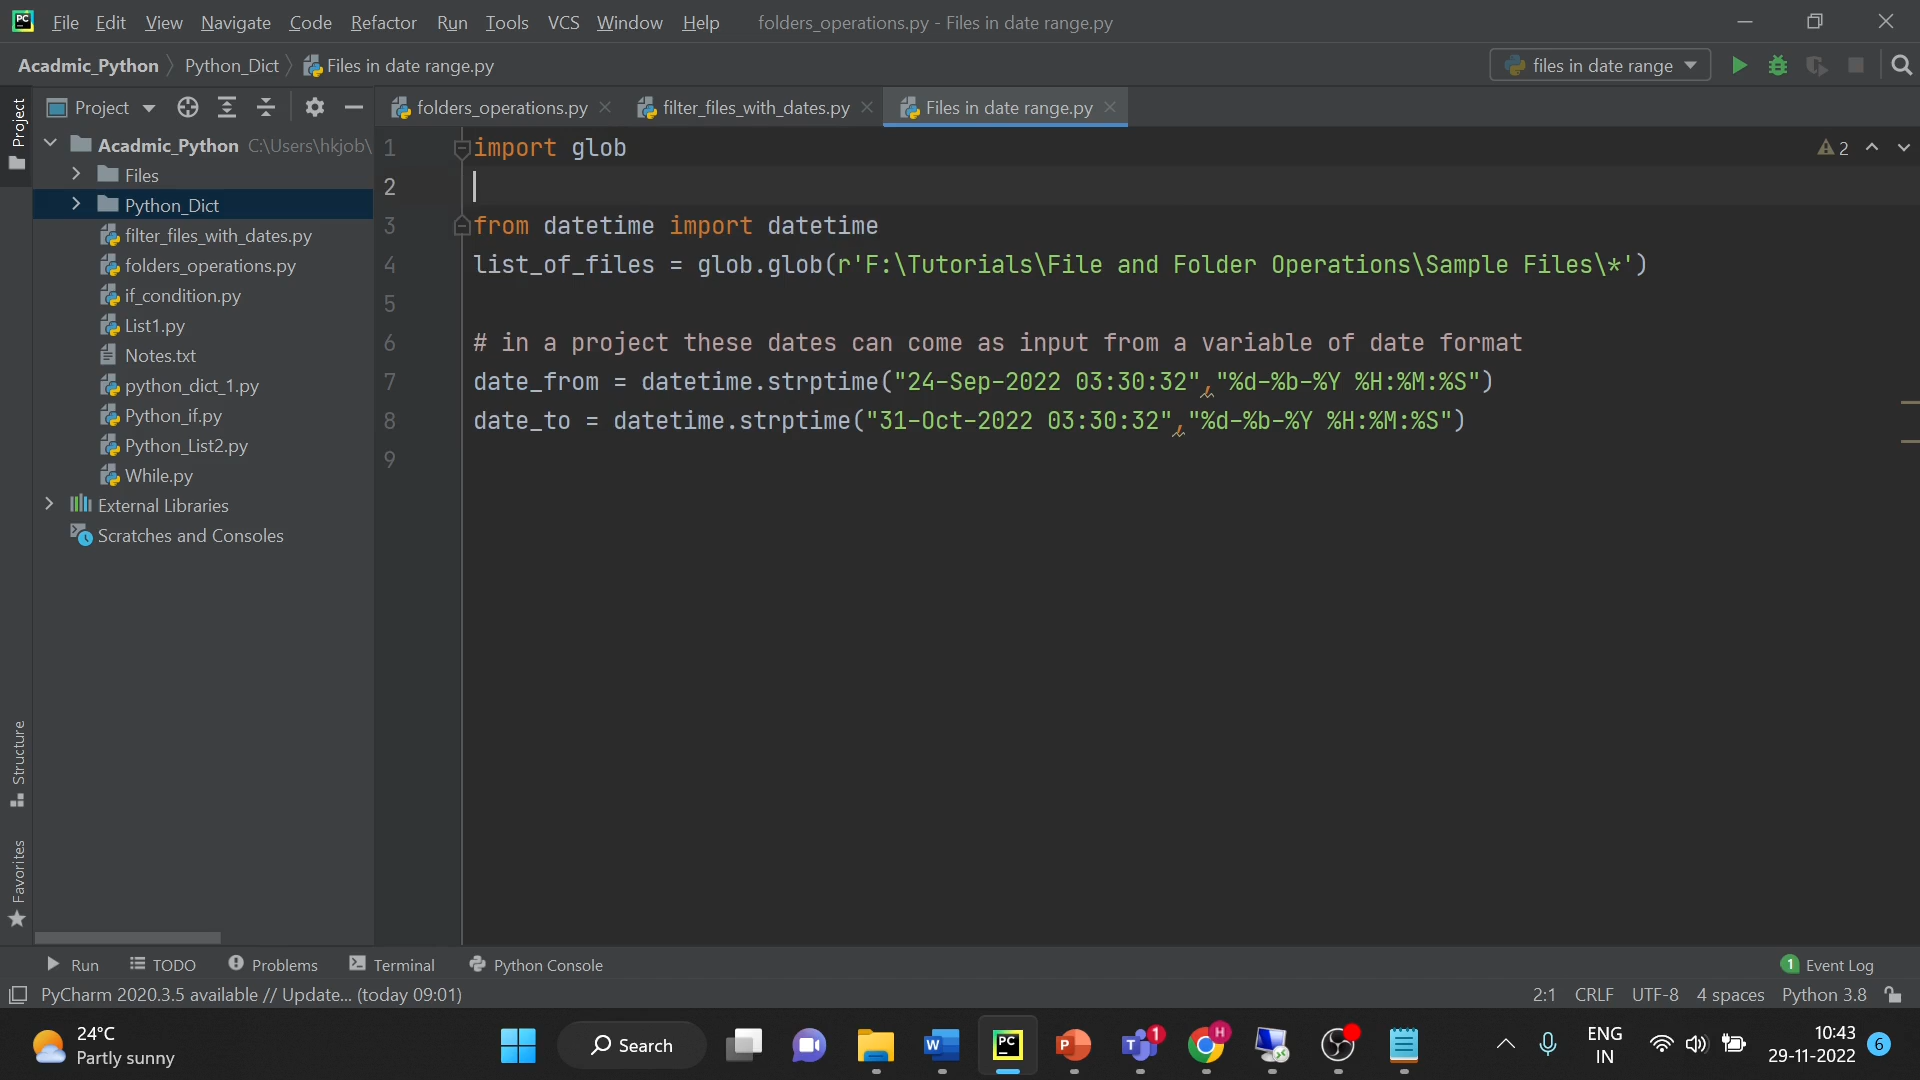 File Edit View Navigate Code Refactor Run Tools VCS Window Help folders_operations.py - Files in date range.py
Acadmic_Python Python_Dict Files in date range.py files in date range
Project folders_operations.py filter_files_with_dates.py Files in date range.py
Project
Acadmic_Python C:\Users\hkjob\
Files
Python_Dict
filter_files_with_dates.py
folders_operations.py
if_condition.py
List1.py
Notes.txt
python_dict_1.py
Python_if.py
Python_List2.py
While.py
External Libraries
Scratches and Consoles
Structure
Favorites
1 import glob
2
3 from datetime import datetime
4 list_of_files = glob.glob(r'F:\Tutorials\File and Folder Operations\Sample Files\*')
5
6 # in a project these dates can come as input from a variable of date format
7 date_from = datetime.strptime("24-Sep-2022 03:30:32","%d-%b-%Y %H:%M:%S")
8 date_to = datetime.strptime("31-Oct-2022 03:30:32","%d-%b-%Y %H:%M:%S")
9
2
Run TODO Problems Terminal Python Console 1 Event Log
PyCharm 2020.3.5 available // Update... (today 09:01) 2:1 CRLF UTF-8 4 spaces Python 3.8
24°C
Partly sunny
Search
W PC P T 1 H
ENG
IN
10:43
29-11-2022
6